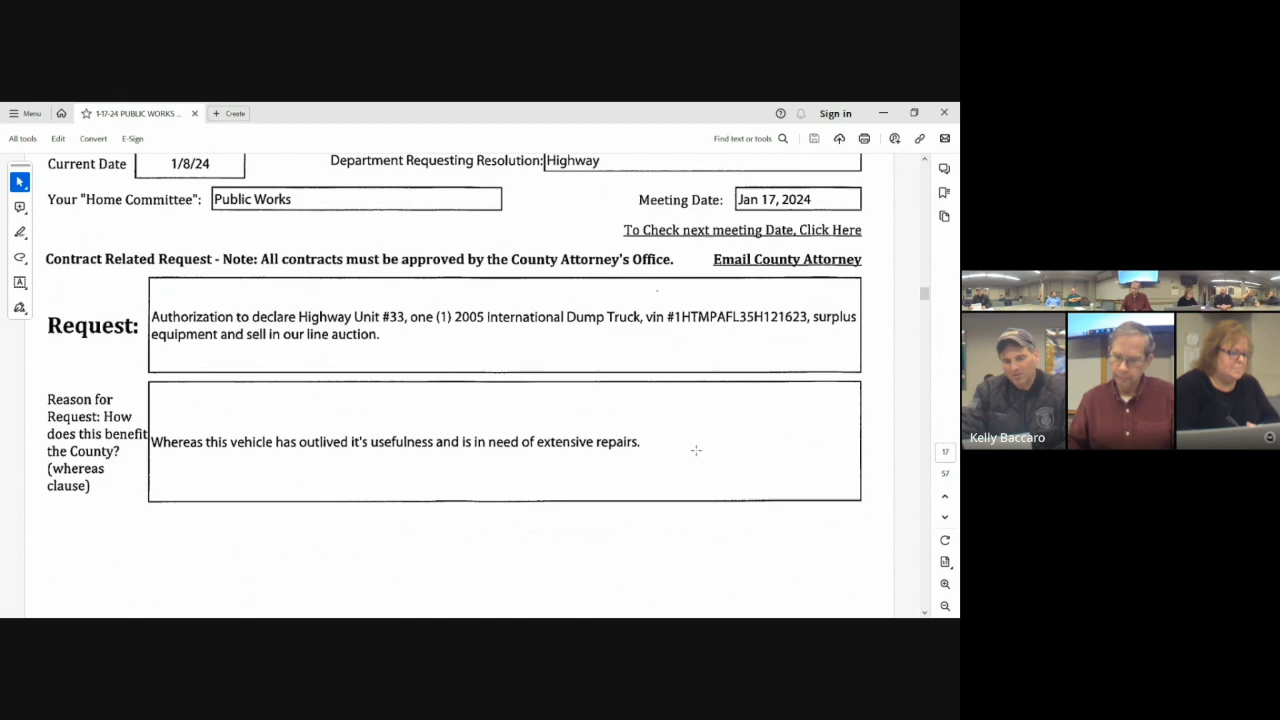 Menu
1-17-24 PUBLIC WORKS ...
Create
Sign in
All tools
Edit
Convert
E-Sign
Find text or tools
Current Date
1/8/24
Department Requesting Resolution:
Highway
Your "Home Committee":
Public Works
Meeting Date:
Jan 17, 2024
To Check next meeting Date, Click Here
Contract Related Request - Note: All contracts must be approved by the County Attorney's Office.
Email County Attorney
Request:
Authorization to declare Highway Unit #33, one (1) 2005 International Dump Truck, vin #1HTMPAFL35H121623, surplus
equipment and sell in our line auction.
Reason for
Request: How
does this benefit
the County?
(whereas
clause)
Whereas this vehicle has outlived it's usefulness and is in need of extensive repairs.
17
57
Kelly Baccaro